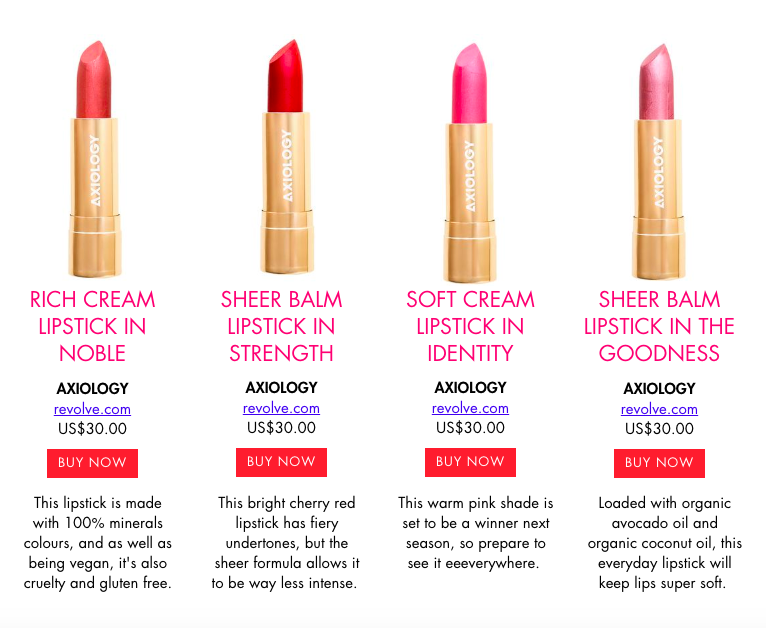 AXIOLOGY
RICH CREAM
LIPSTICK IN
NOBLE
AXIOLOGY
revolve.com
US$30.00
BUY NOW
This lipstick is made
with 100% minerals
colours, and as well as
being vegan, it's also
cruelty and gluten free.
AXIOLOGY
SHEER BALM
LIPSTICK IN
STRENGTH
AXIOLOGY
revolve.com
US$30.00
BUY NOW
This bright cherry red
lipstick has fiery
undertones, but the
sheer formula allows it
to be way less intense.
AXIOLOGY
SOFT CREAM
LIPSTICK IN
IDENTITY
AXIOLOGY
revolve.com
US$30.00
BUY NOW
This warm pink shade is
set to be a winner next
season, so prepare to
see it eeeverywhere.
AXIOLOGY
SHEER BALM
LIPSTICK IN THE
GOODNESS
AXIOLOGY
revolve.com
US$30.00
BUY NOW
Loaded with organic
avocado oil and
organic coconut oil, this
everyday lipstick will
keep lips super soft.